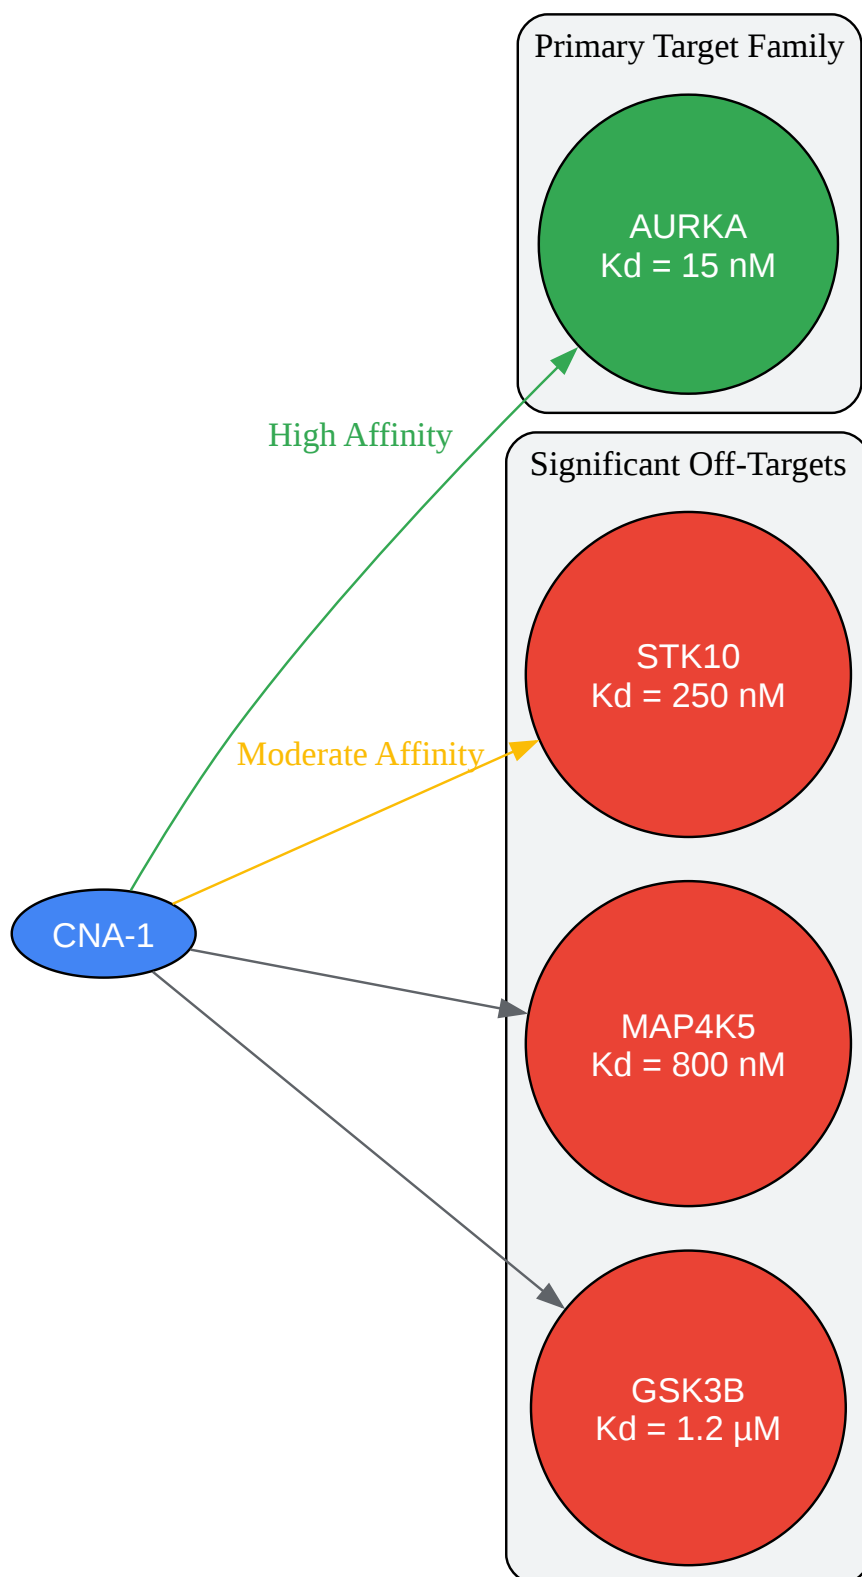 Primary Target Family
AURKA
Kd = 15 nM
High Affinity
Significant Off-Targets
STK10
Kd = 250 nM
Moderate Affinity
CNA-1
MAP4K5
Kd = 800 nM
GSK3B
Kd = 1.2 µM